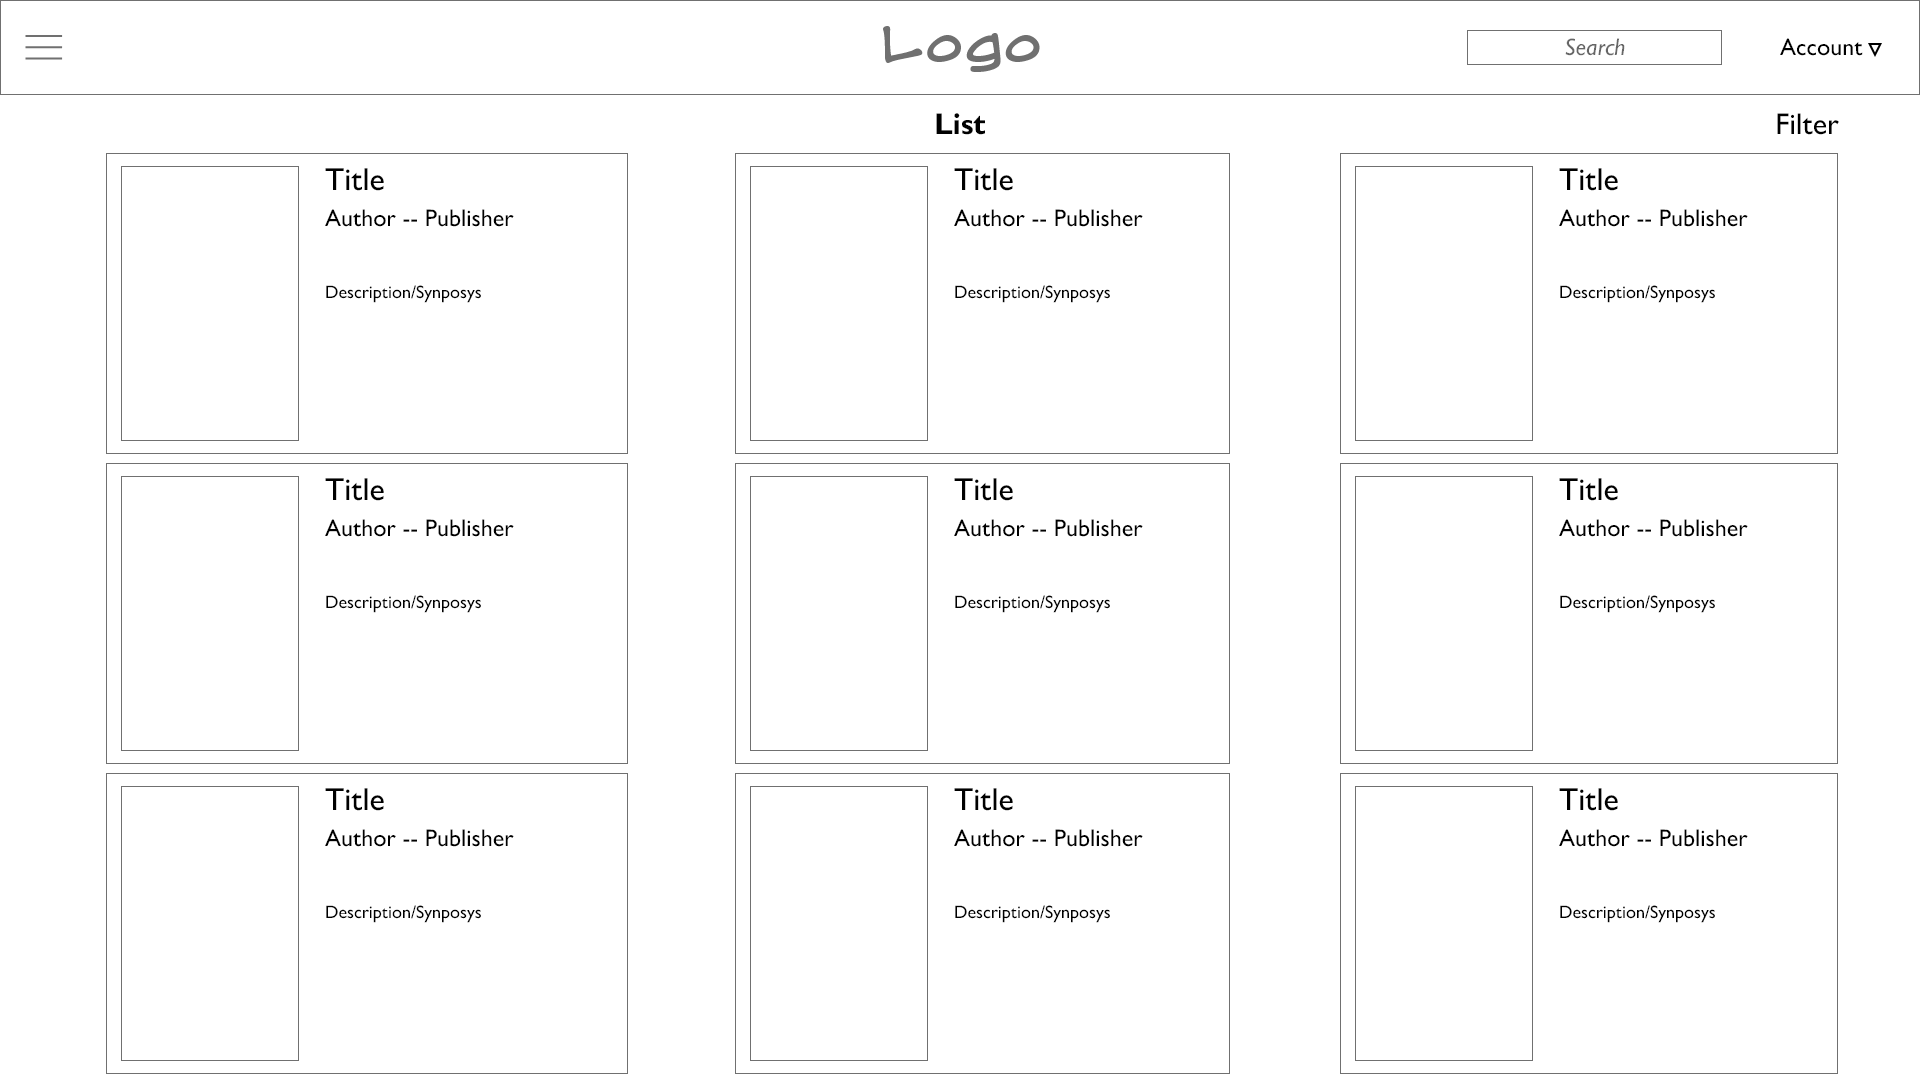 Logo
Search
Account
List
Filter
Title
Author -- Publisher
Description/Synposys
Title
Author -- Publisher
Description/Synposys
Title
Author -- Publisher
Description/Synposys
Title
Author -- Publisher
Description/Synposys
Title
Author -- Publisher
Description/Synposys
Title
Author -- Publisher
Description/Synposys
Title
Author -- Publisher
Description/Synposys
Title
Author -- Publisher
Description/Synposys
Title
Author -- Publisher
Description/Synposys